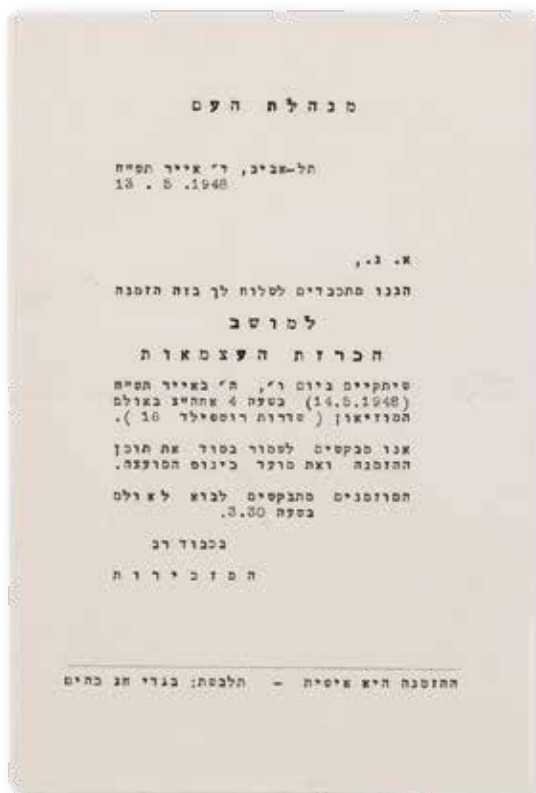 מנהלת העם
תל-אביב, ד' אייר תש"ח
13 . 5 .1948
א. נ.,
הננו מתכבדים לשלוח לך בזה הזמנה
למושב
הכרזת העצמאות
שיתקיים ביום ו', ה' באייר תש"ח
(14.5.1948) בשעה 4 אחה"צ באולם
המוזיאון ( שדרות רוטשילד 16 ).
אנו מבקשים לשמור בסוד את תוכן
ההזמנה ואת מועד כינוס המועצה.
המוזמנים מתבקשים לבוא לאולם
בשעה 3.30.
בכבוד רב
המזכירות
ההזמנה היא אישית - תלבשת: בגדי חג כהים